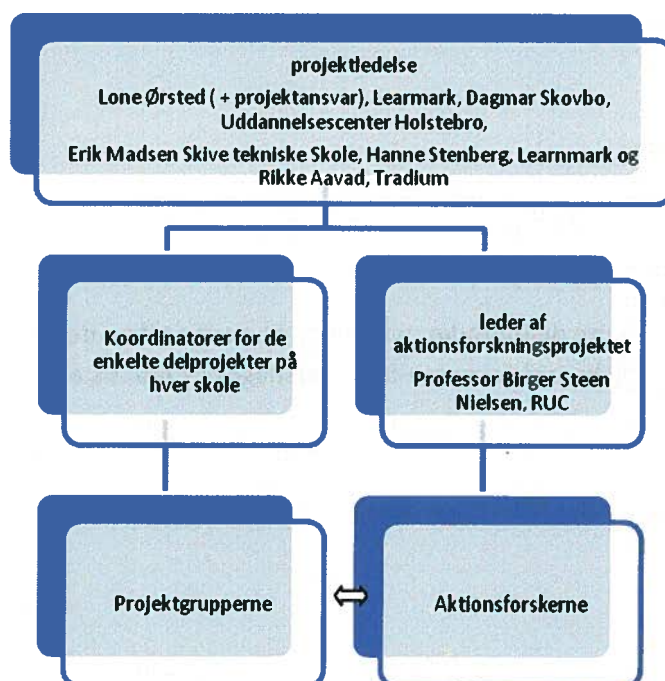 projektledelse
Lone Ørsted ( + projektansvar), Learmark, Dagmar Skovbo,
Uddannelsescenter Holstebro,
Erik Madsen Skive tekniske Skole, Hanne Stenberg, Learnmark og
Rikke Aavad, Tradium
Koordinatorer for de
enkelte delprojekter på
hver skole
leder af
aktionsforskningsprojektet
Professor Birger Steen
Nielsen, RUC
Projektgrupperne
Aktionsforskerne